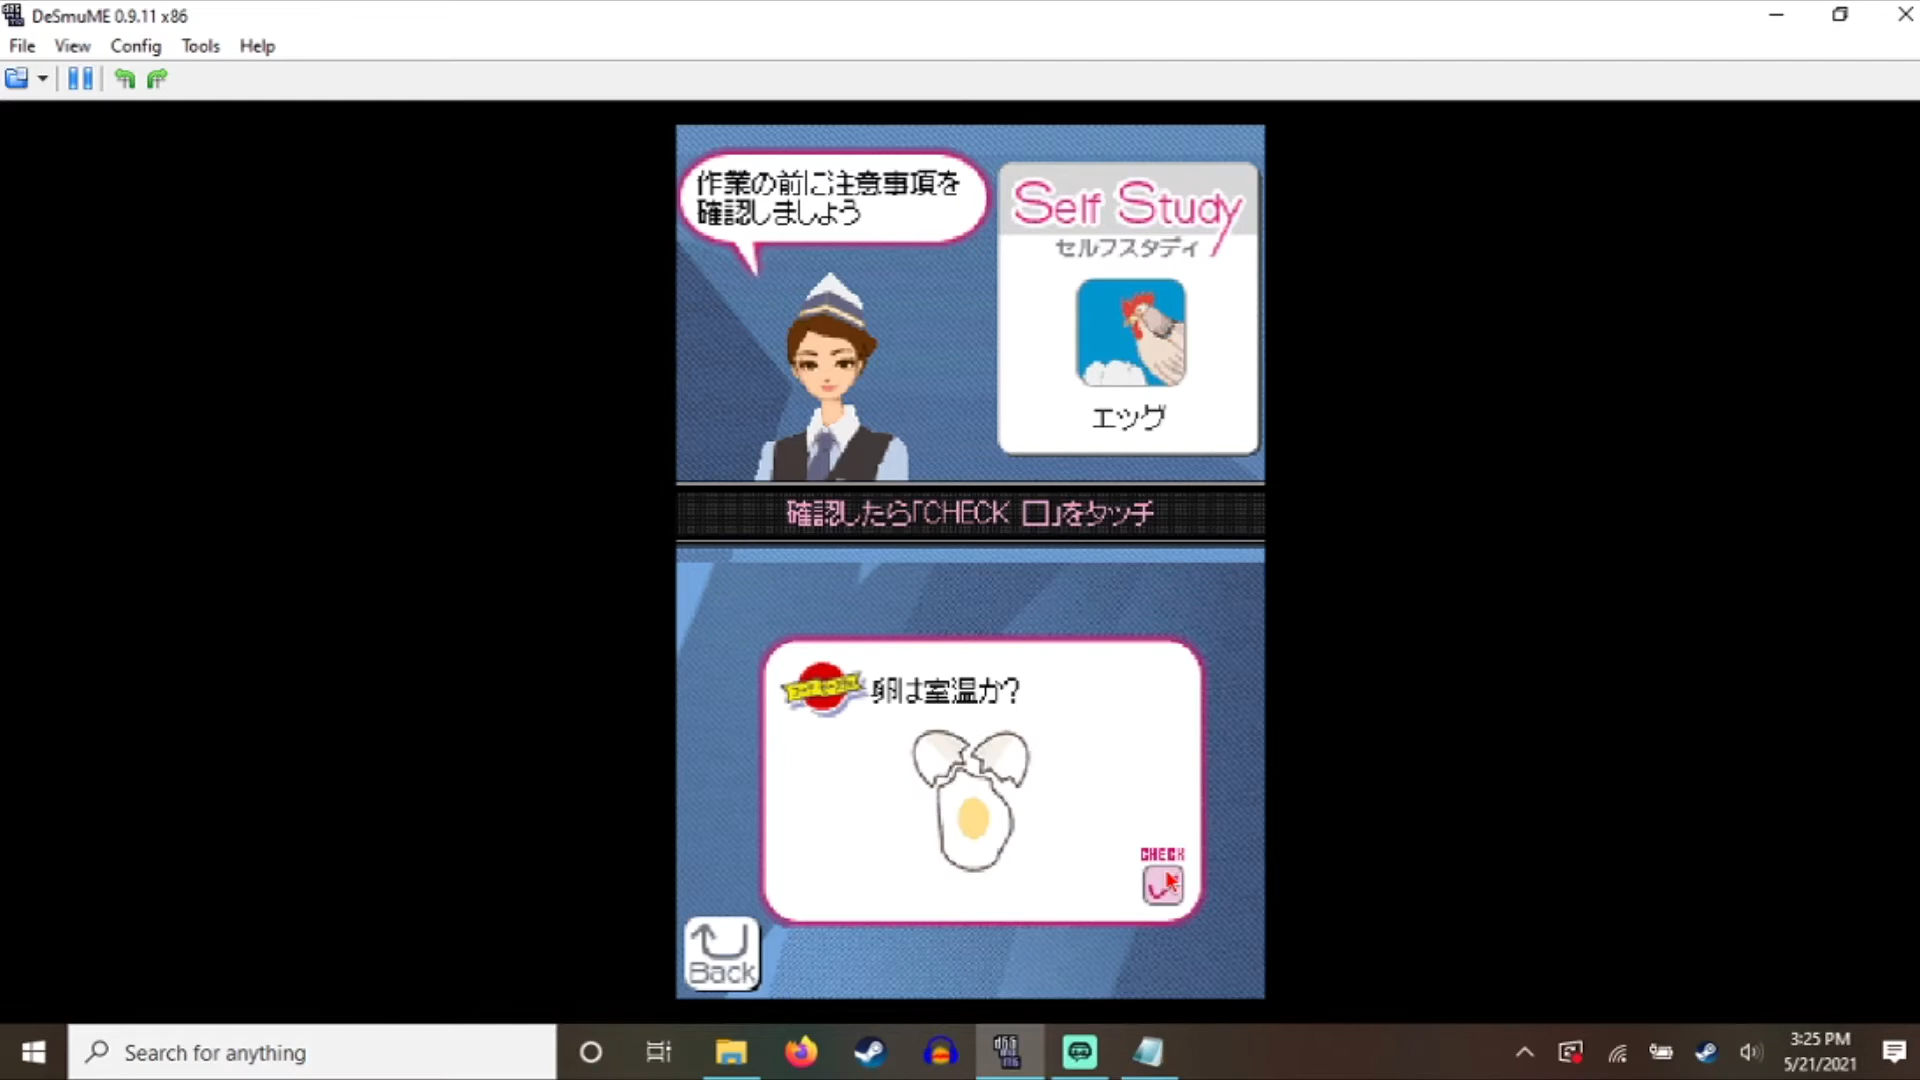 DeSmuME 0.9.11 x86
File View Config Tools Help
作業の前に注意事項を
確認しましょう
Self Study
セルフスタディ
エッグ
確認したら「CHECK □」をタッチ
卵は室温か?
CHECK
Back
Search for anything
3:25 PM
5/21/2021